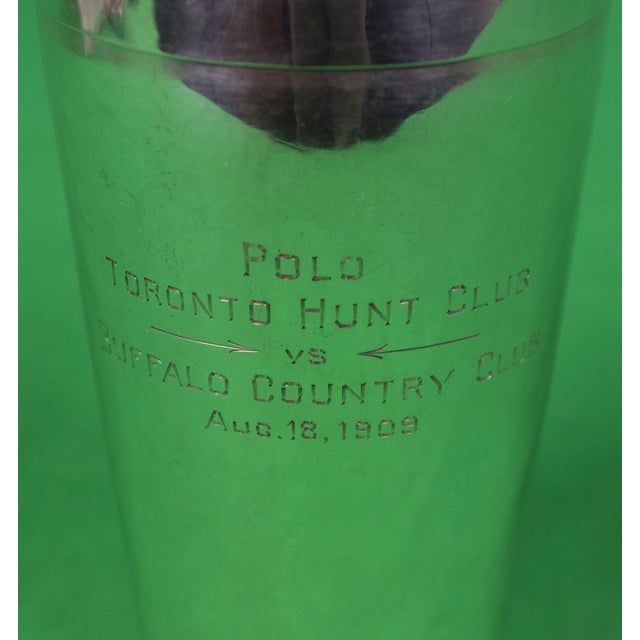 POLO
TORONTO HUNT CLUB
VS
BUFFALO COUNTRY CLUB
AUG. 18, 1909